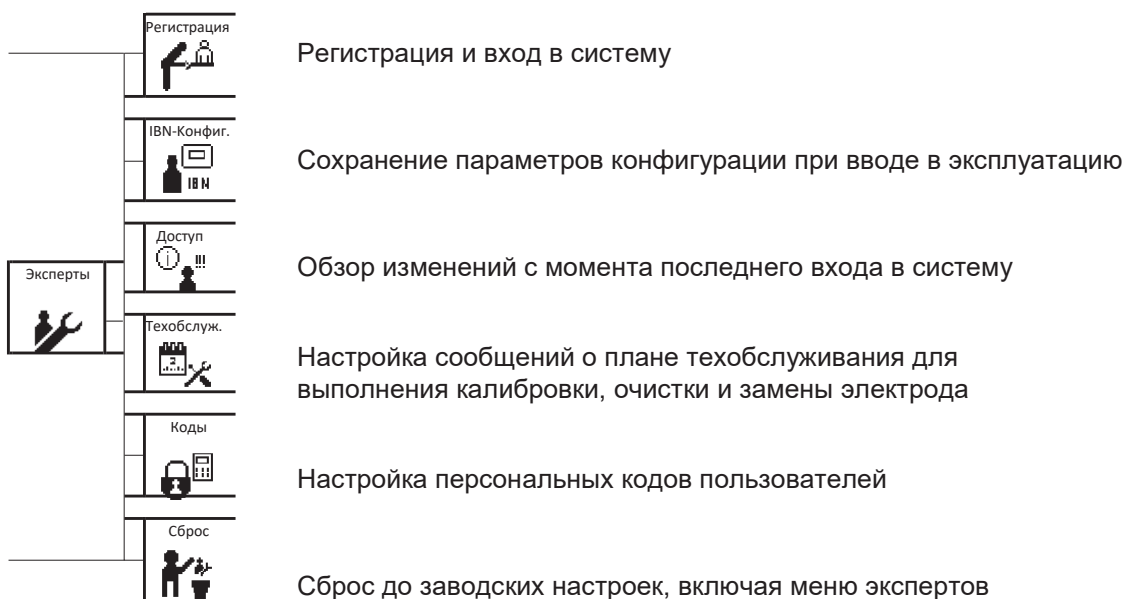 Регистрация
Регистрация и вход в систему
IBN-Конфиг.
IBN
Сохранение параметров конфигурации при вводе в эксплуатацию
Доступ
!!!
Обзор изменений с момента последнего входа в систему
Эксперты
Техобслуж.
2
Настройка сообщений о плане техобслуживания для
выполнения калибровки, очистки и замены электрода
Коды
Настройка персональных кодов пользователей
Сброс
Сброс до заводских настроек, включая меню экспертов